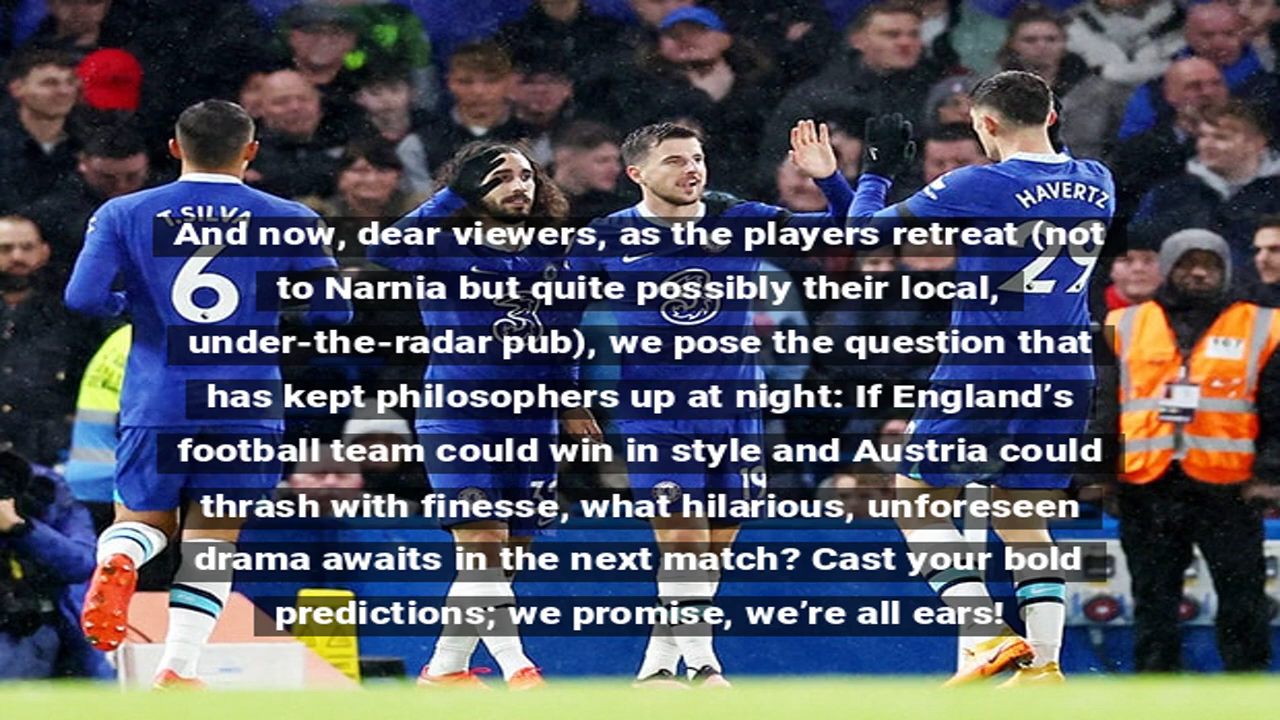 T.SILVA
6
HAVERTZ
29
And now, dear viewers, as the players retreat (not
to Narnia but quite possibly their local,
under-the-radar pub), we pose the question that
has kept philosophers up at night: If England’s
football team could win in style and Austria could
thrash with finesse, what hilarious, unforeseen
drama awaits in the next match? Cast your bold
predictions; we promise, we’re all ears!
3
3
19